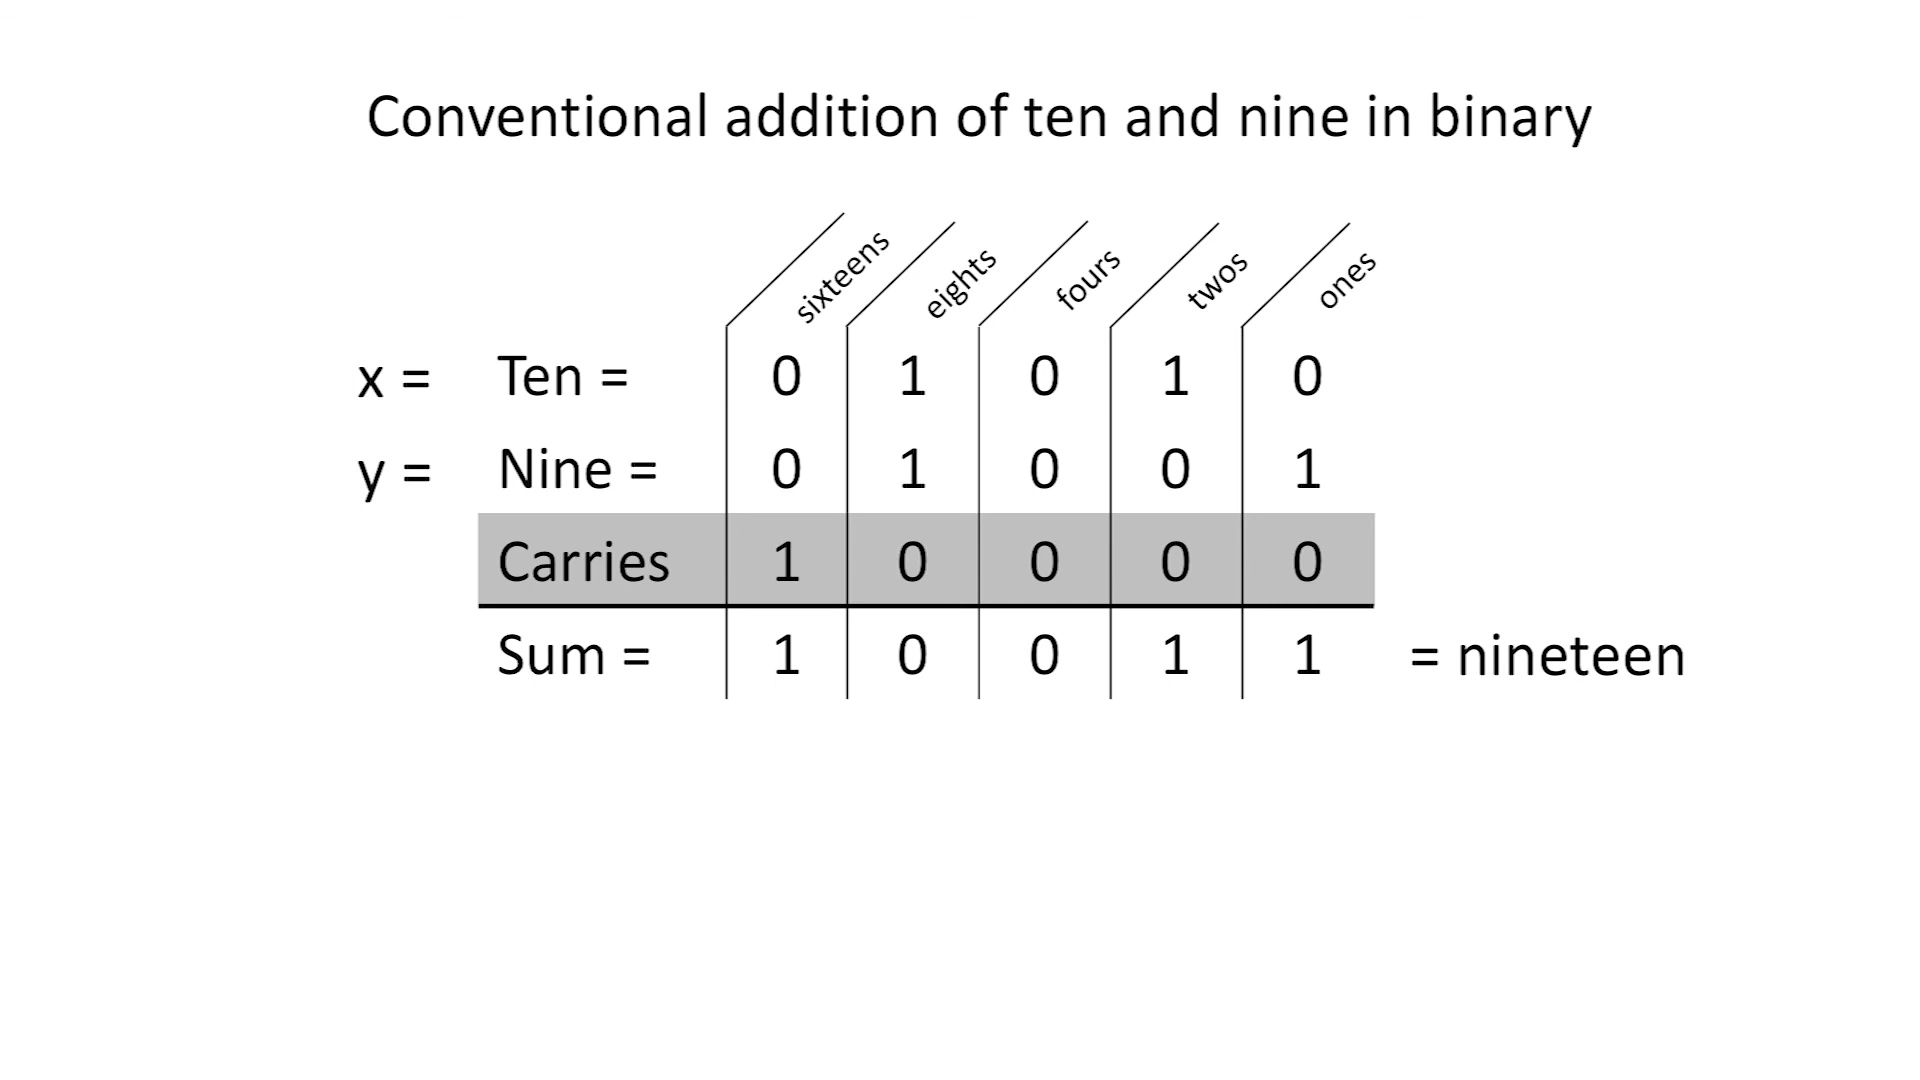 Conventional addition of ten and nine in binary
sixteens eights fours twos ones
x = Ten = 0 1 0 1 0
y = Nine = 0 1 0 0 1
Carries 1 0 0 0 0
Sum = 1 0 0 1 1 = nineteen